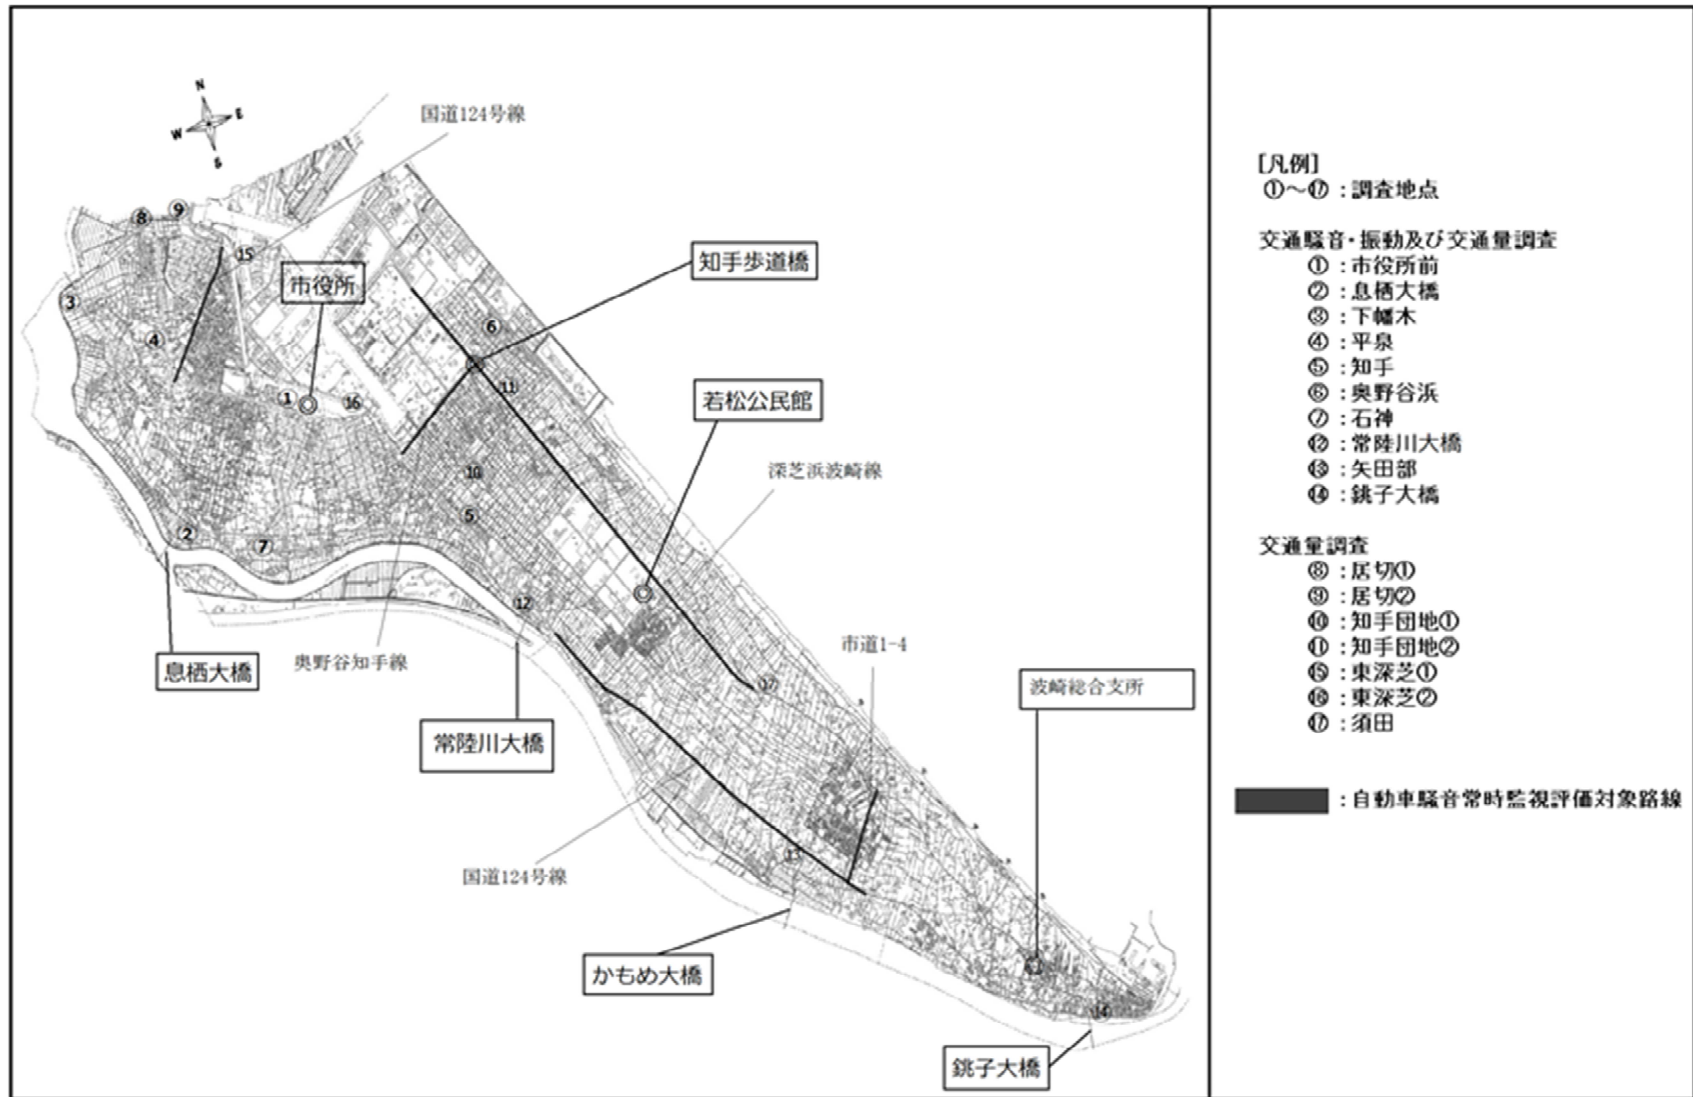 N
E
W
S
国道124号線
⑧
⑨
⑮
市役所
知手歩道橋
③
④
⑥
①
⑯
⑪
若松公民館
⑩
深芝浜波崎線
⑤
②
⑦
⑫
市道1-4
息栖大橋
奥野谷知手線
⑰
波崎総合支所
常陸川大橋
国道124号線
⑬
かもめ大橋
⑭
銚子大橋
[凡例]
①~⑰:調査地点
交通騒音・振動及び交通量調査
①:市役所前
②:息栖大橋
③:下幡木
④:平泉
⑤:知手
⑥:奥野谷浜
⑦:石神
⑫:常陸川大橋
⑬:矢田部
⑭:銚子大橋
交通量調査
⑧:居切①
⑨:居切②
⑩:知手団地①
⑪:知手団地②
⑮:東深芝①
⑯:東深芝②
⑰:須田
:自動車騒音常時監視評価対象路線